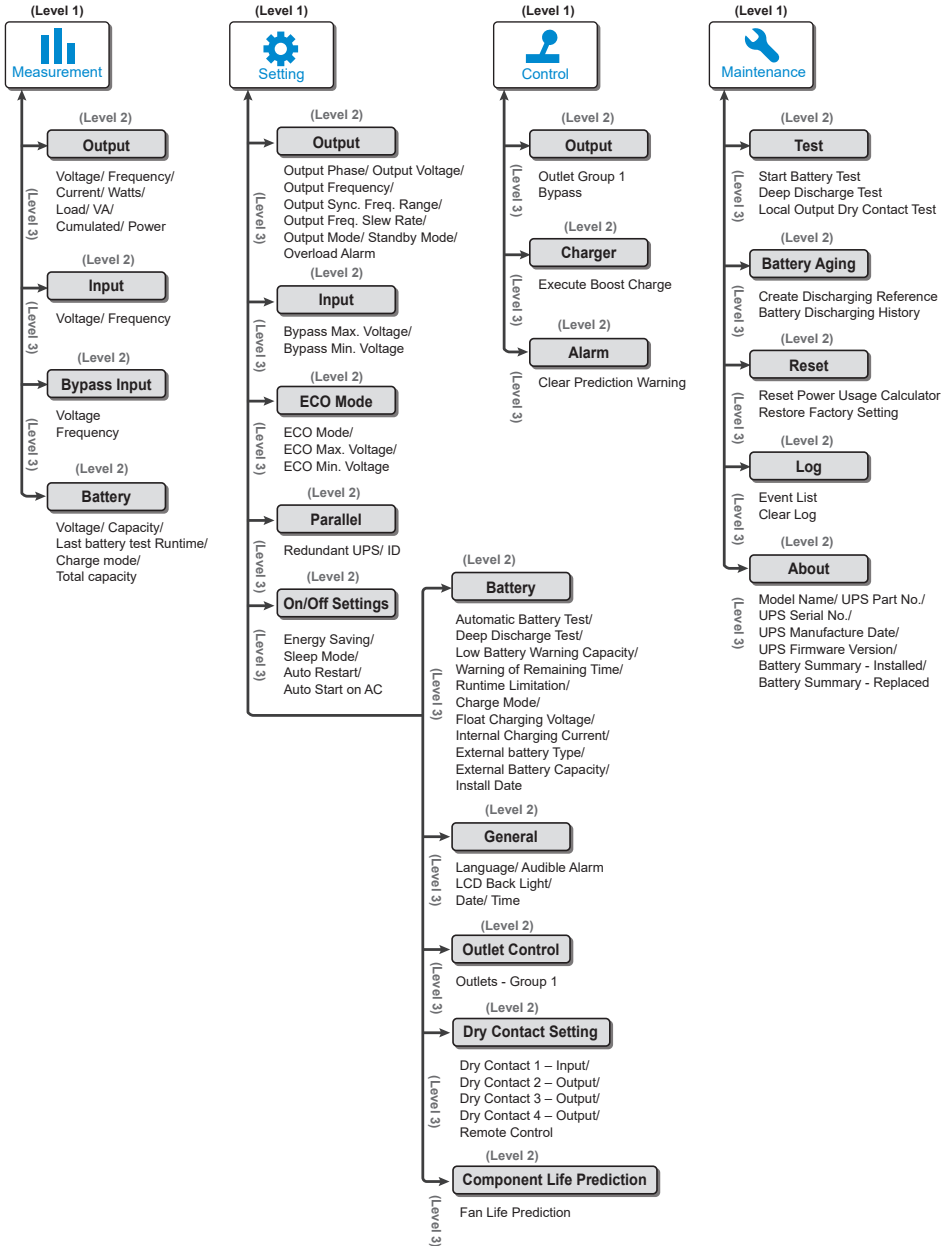 (Level 1)
Measurement
(Level 2)
Output
(Level 3)
Voltage/ Frequency/
Current/ Watts/
Load/ VA/
Cumulated/ Power
(Level 2)
Input
(Level 3)
Voltage/ Frequency
(Level 2)
Bypass Input
(Level 3)
Voltage
Frequency
(Level 2)
Battery
Voltage/ Capacity/
Last battery test Runtime/
Charge mode/
Total capacity
(Level 1)
Setting
(Level 2)
Output
(Level 3)
Output Phase/ Output Voltage/
Output Frequency/
Output Sync. Freq. Range/
Output Freq. Slew Rate/
Output Mode/ Standby Mode/
Overload Alarm
(Level 2)
Input
(Level 3)
Bypass Max. Voltage/
Bypass Min. Voltage
(Level 2)
ECO Mode
(Level 3)
ECO Mode/
ECO Max. Voltage/
ECO Min. Voltage
(Level 2)
Parallel
(Level 3)
Redundant UPS/ ID
(Level 2)
On/Off Settings
(Level 3)
Energy Saving/
Sleep Mode/
Auto Restart/
Auto Start on AC
(Level 2)
Battery
(Level 3)
Automatic Battery Test/
Deep Discharge Test/
Low Battery Warning Capacity/
Warning of Remaining Time/
Runtime Limitation/
Charge Mode/
Float Charging Voltage/
Internal Charging Current/
External battery Type/
External Battery Capacity/
Install Date
(Level 2)
General
(Level 3)
Language/ Audible Alarm
LCD Back Light/
Date/ Time
(Level 2)
Outlet Control
(Level 3)
Outlets - Group 1
(Level 2)
Dry Contact Setting
(Level 3)
Dry Contact 1 – Input/
Dry Contact 2 – Output/
Dry Contact 3 – Output/
Dry Contact 4 – Output/
Remote Control
(Level 2)
Component Life Prediction
(Level 3)
Fan Life Prediction
(Level 1)
Control
(Level 2)
Output
(Level 3)
Outlet Group 1
Bypass
(Level 2)
Charger
(Level 3)
Execute Boost Charge
(Level 2)
Alarm
(Level 3)
Clear Prediction Warning
(Level 1)
Maintenance
(Level 2)
Test
(Level 3)
Start Battery Test
Deep Discharge Test
Local Output Dry Contact Test
(Level 2)
Battery Aging
(Level 3)
Create Discharging Reference
Battery Discharging History
(Level 2)
Reset
(Level 3)
Reset Power Usage Calculator
Restore Factory Setting
(Level 2)
Log
(Level 3)
Event List
Clear Log
(Level 2)
About
(Level 3)
Model Name/ UPS Part No./
UPS Serial No./
UPS Manufacture Date/
UPS Firmware Version/
Battery Summary - Installed/
Battery Summary - Replaced